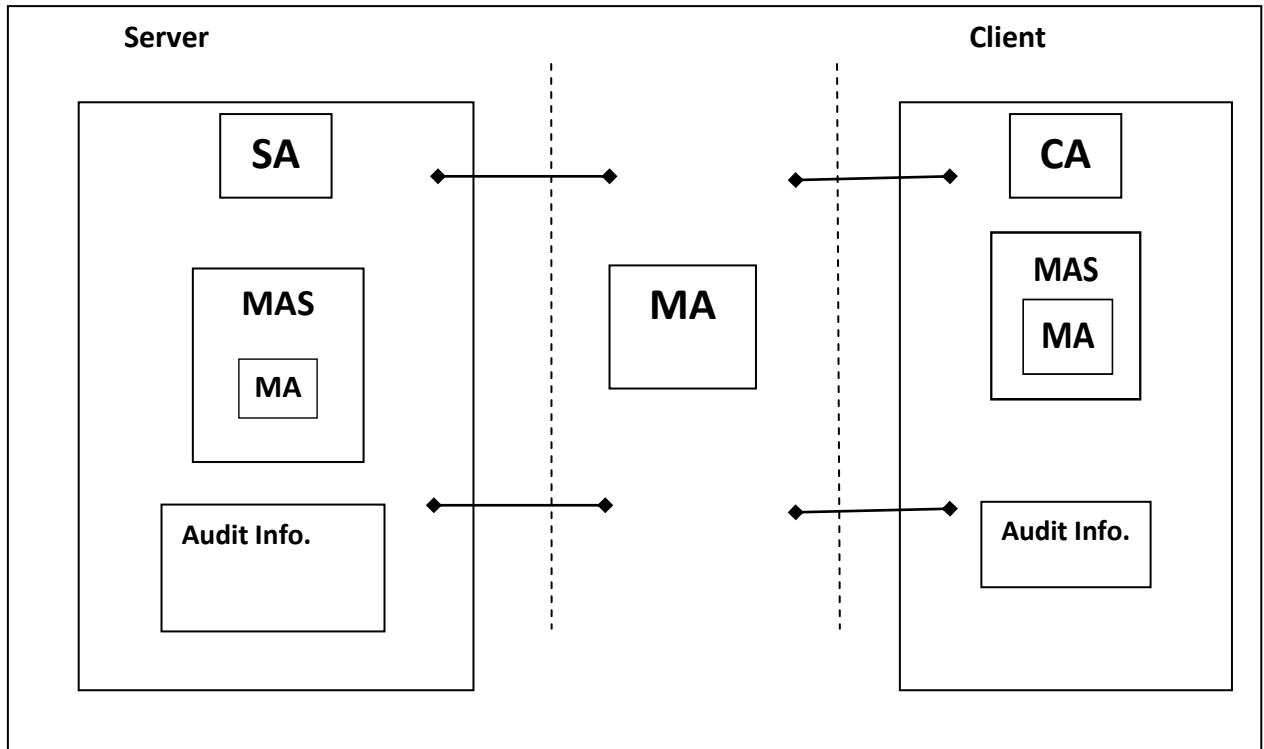 Server
SA
MAS
MA
Audit Info.
MA
Client
CA
MAS
MA
Audit Info.